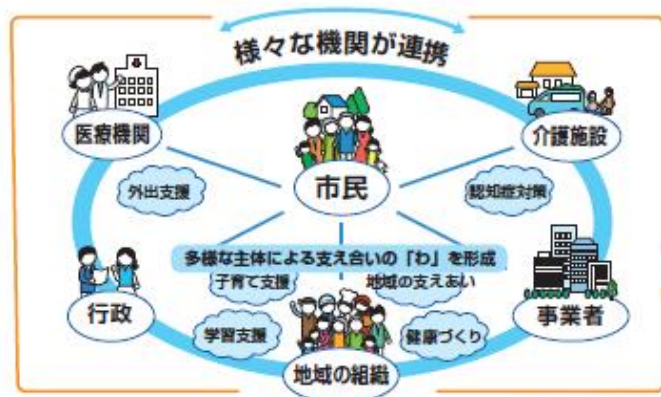 様々な機関が連携
医療機関
介護施設
市民
外出支援
認知症対策
多様な主体による支え合いの「わ」を形成
子育て支援
地域の支えあい
行政
事業者
学習支援
健康づくり
地域の組織